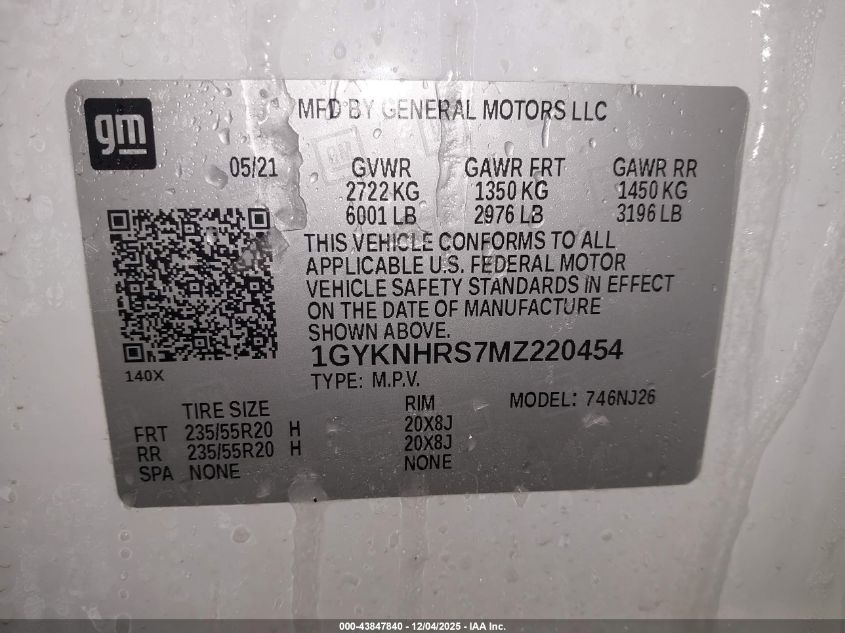 gm
MFD BY GENERAL MOTORS LLC
05/21 GVWR GAWR FRT GAWR RR
2722 KG 1350 KG 1450 KG
6001 LB 2976 LB 3196 LB
THIS VEHICLE CONFORMS TO ALL
APPLICABLE U.S. FEDERAL MOTOR
VEHICLE SAFETY STANDARDS IN EFFECT
ON THE DATE OF MANUFACTURE
SHOWN ABOVE.
1GYKNHRS7MZ220454
140X
TYPE: M.P.V.
TIRE SIZE RIM MODEL: 746NJ26
FRT 235/55R20 H 20X8J
RR 235/55R20 H 20X8J
SPA NONE NONE
000-43847840 - 12/04/2025 - IAA Inc.